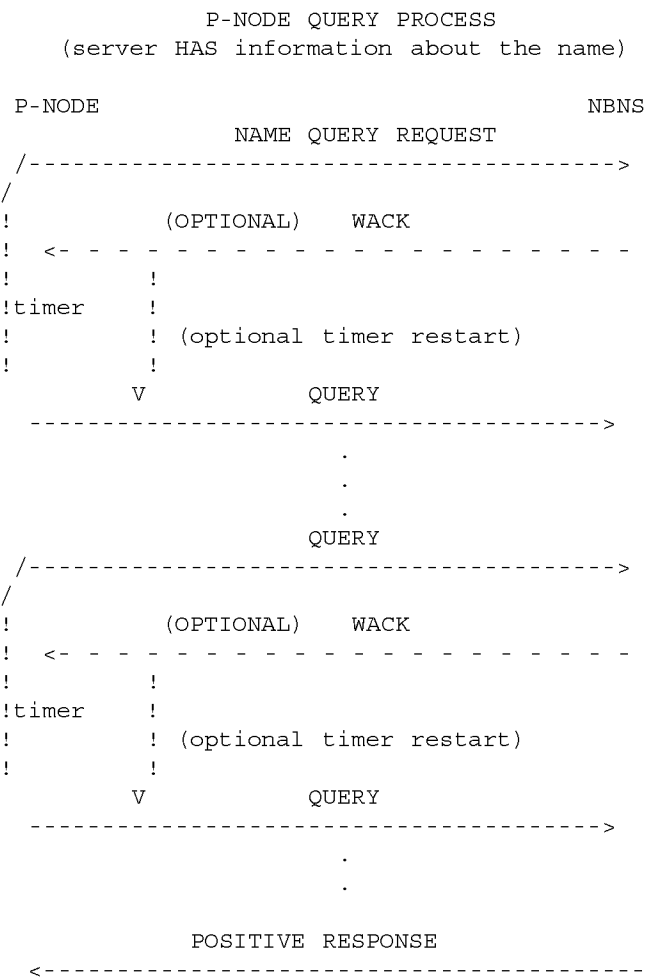 P-NODE QUERY PROCESS
(server HAS information about the name)
P-NODE NBNS
NAME QUERY REQUEST
/---------------------------------------->
/
! (OPTIONAL) WACK
! <- - - - - - - - - - - - - - - - - - - -
! !
!timer !
! ! (optional timer restart)
! !
V QUERY
--------------------------------------->
.
.
.
QUERY
/---------------------------------------->
/
! (OPTIONAL) WACK
! <- - - - - - - - - - - - - - - - - - - -
! !
!timer !
! ! (optional timer restart)
! !
V QUERY
--------------------------------------->
.
.
POSITIVE RESPONSE
<-----------------------------------------